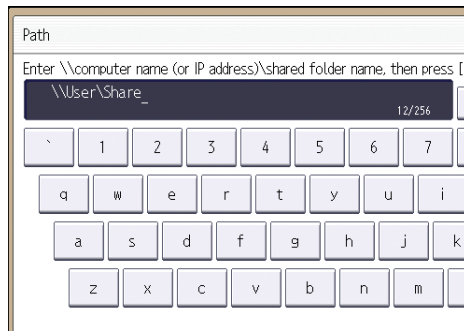 Path
Enter \\computer name (or IP address)\shared folder name, then press [
\\User\Share_
12/256
` 1 2 3 4 5 6 7
q w e r t y u i
a s d f g h j k
z x c v b n m